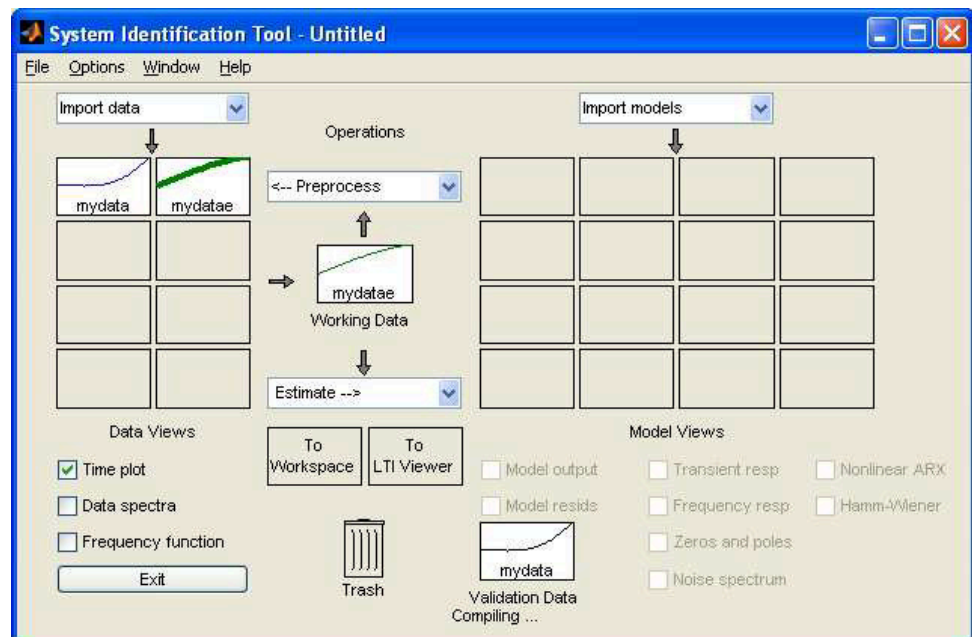 System Identification Tool - Untitled
File Options Window Help
Import data
Import models
Operations
mydata
mydatae
<-- Preprocess
mydatae
Working Data
Estimate -->
Data Views
To Workspace
To LTI Viewer
Model Views
Time plot
Data spectra
Frequency function
Exit
Trash
Model output
Model resids
Transient resp
Frequency resp
Zeros and poles
Noise spectrum
Nonlinear ARX
Hamm-Wiener
mydata
Validation Data
Compiling ...